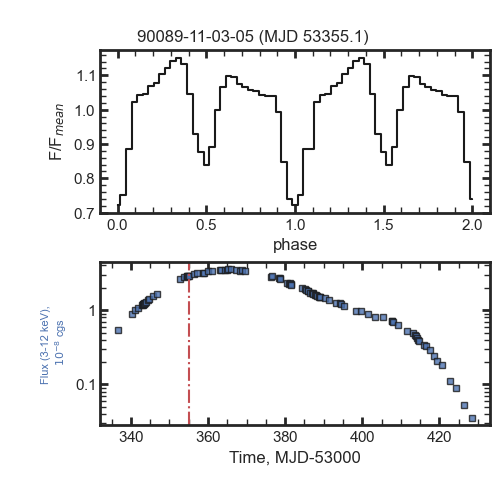 90089-11-03-05 (MJD 53355.1)
F/F_mean
1.1
1.0
0.9
0.8
0.7
0.0 0.5 1.0 1.5 2.0
phase
Flux (3-12 keV),
10⁻⁸ cgs
1
0.1
340 360 380 400 420
Time, MJD-53000